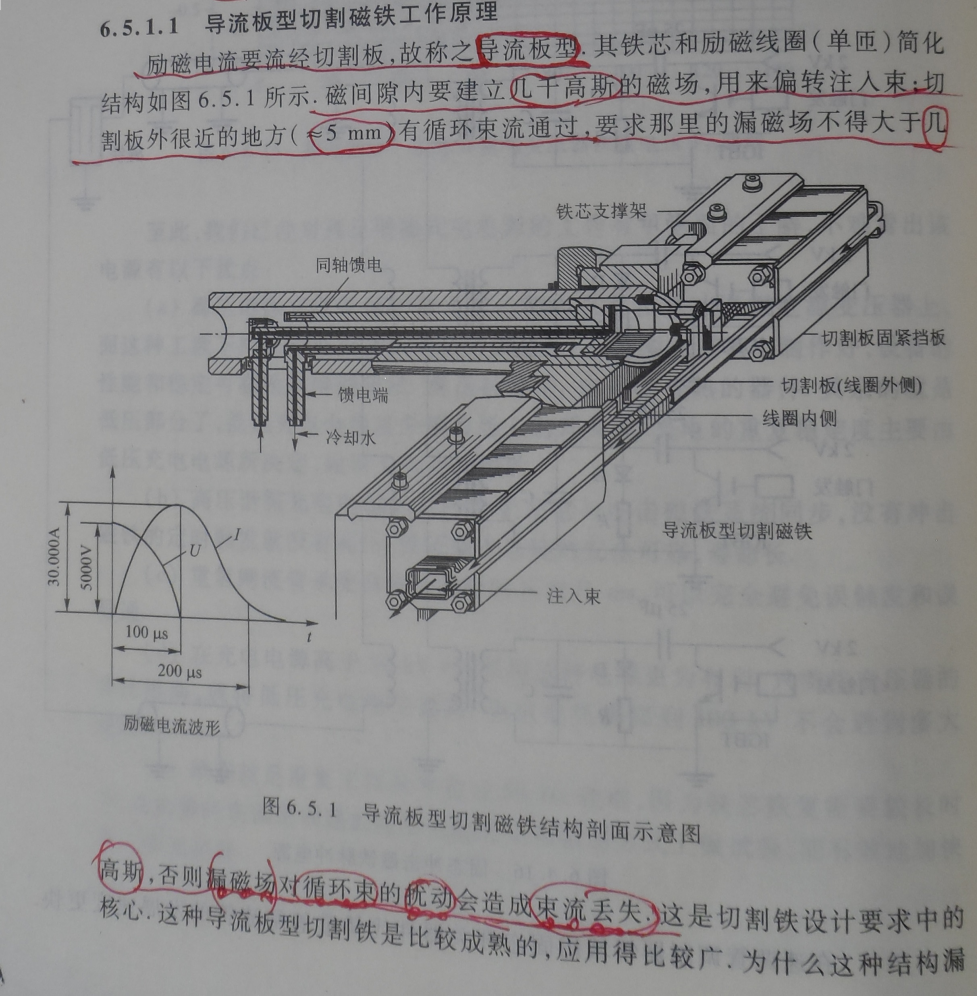 6.5.1.1 导流板型切割磁铁工作原理
励磁电流要流经切割板,故称之导流板型.其铁芯和励磁线圈(单匝)简化
结构如图6.5.1所示.磁间隙内要建立几千高斯的磁场,用来偏转注入束;切
割板外很近的地方(≈5 mm)有循环束流通过,要求那里的漏磁场不得大于几
铁芯支撑架
同轴馈电
切割板固紧挡板
切割板(线圈外侧)
馈电端
线圈内侧
冷却水
导流板型切割磁铁
30.000A
5000V
U
I
注入束
t
100 μs
200 μs
励磁电流波形
图6.5.1 导流板型切割磁铁结构剖面示意图
高斯,否则漏磁场对循环束的扰动会造成束流丢失.这是切割铁设计要求中的
核心.这种导流板型切割铁是比较成熟的,应用得比较广.为什么这种结构漏